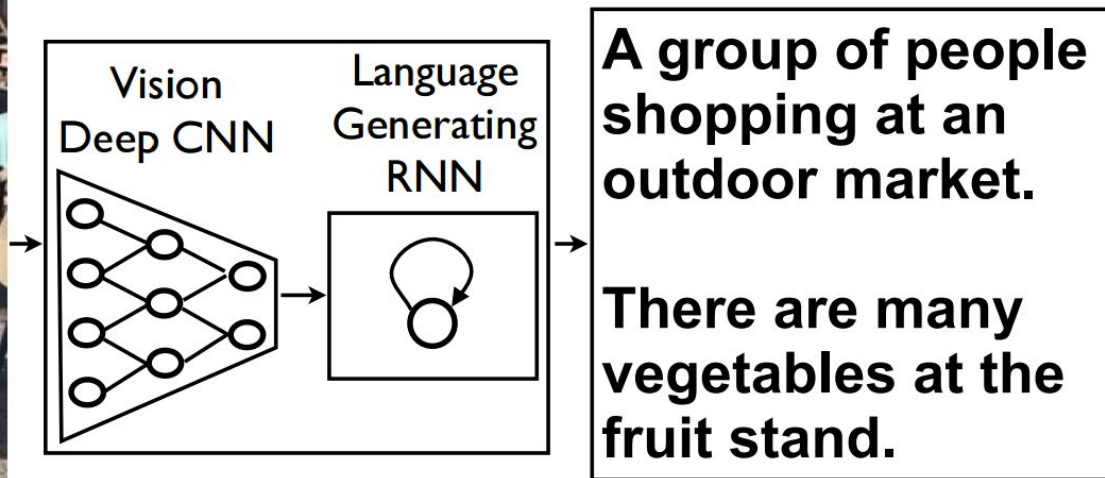 Vision
Deep CNN
Language
Generating
RNN
A group of people
shopping at an
outdoor market.
There are many
vegetables at the
fruit stand.